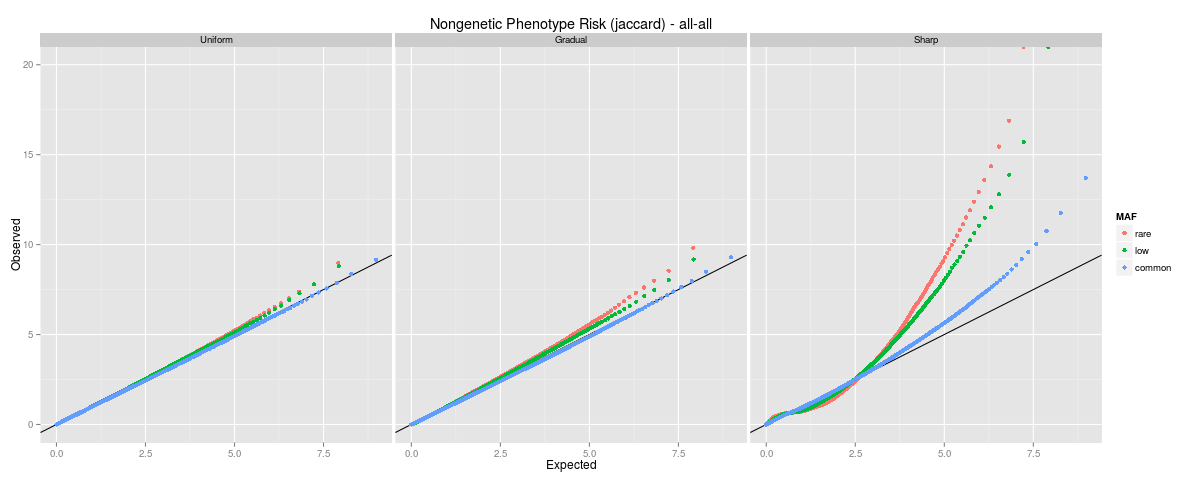 Nongenetic Phenotype Risk (jaccard) - all-all
Uniform Gradual Sharp
20
15
10
5
0
Observed
0.0 2.5 5.0 7.5 0.0 2.5 5.0 7.5 0.0 2.5 5.0 7.5
Expected
MAF
rare
low
common